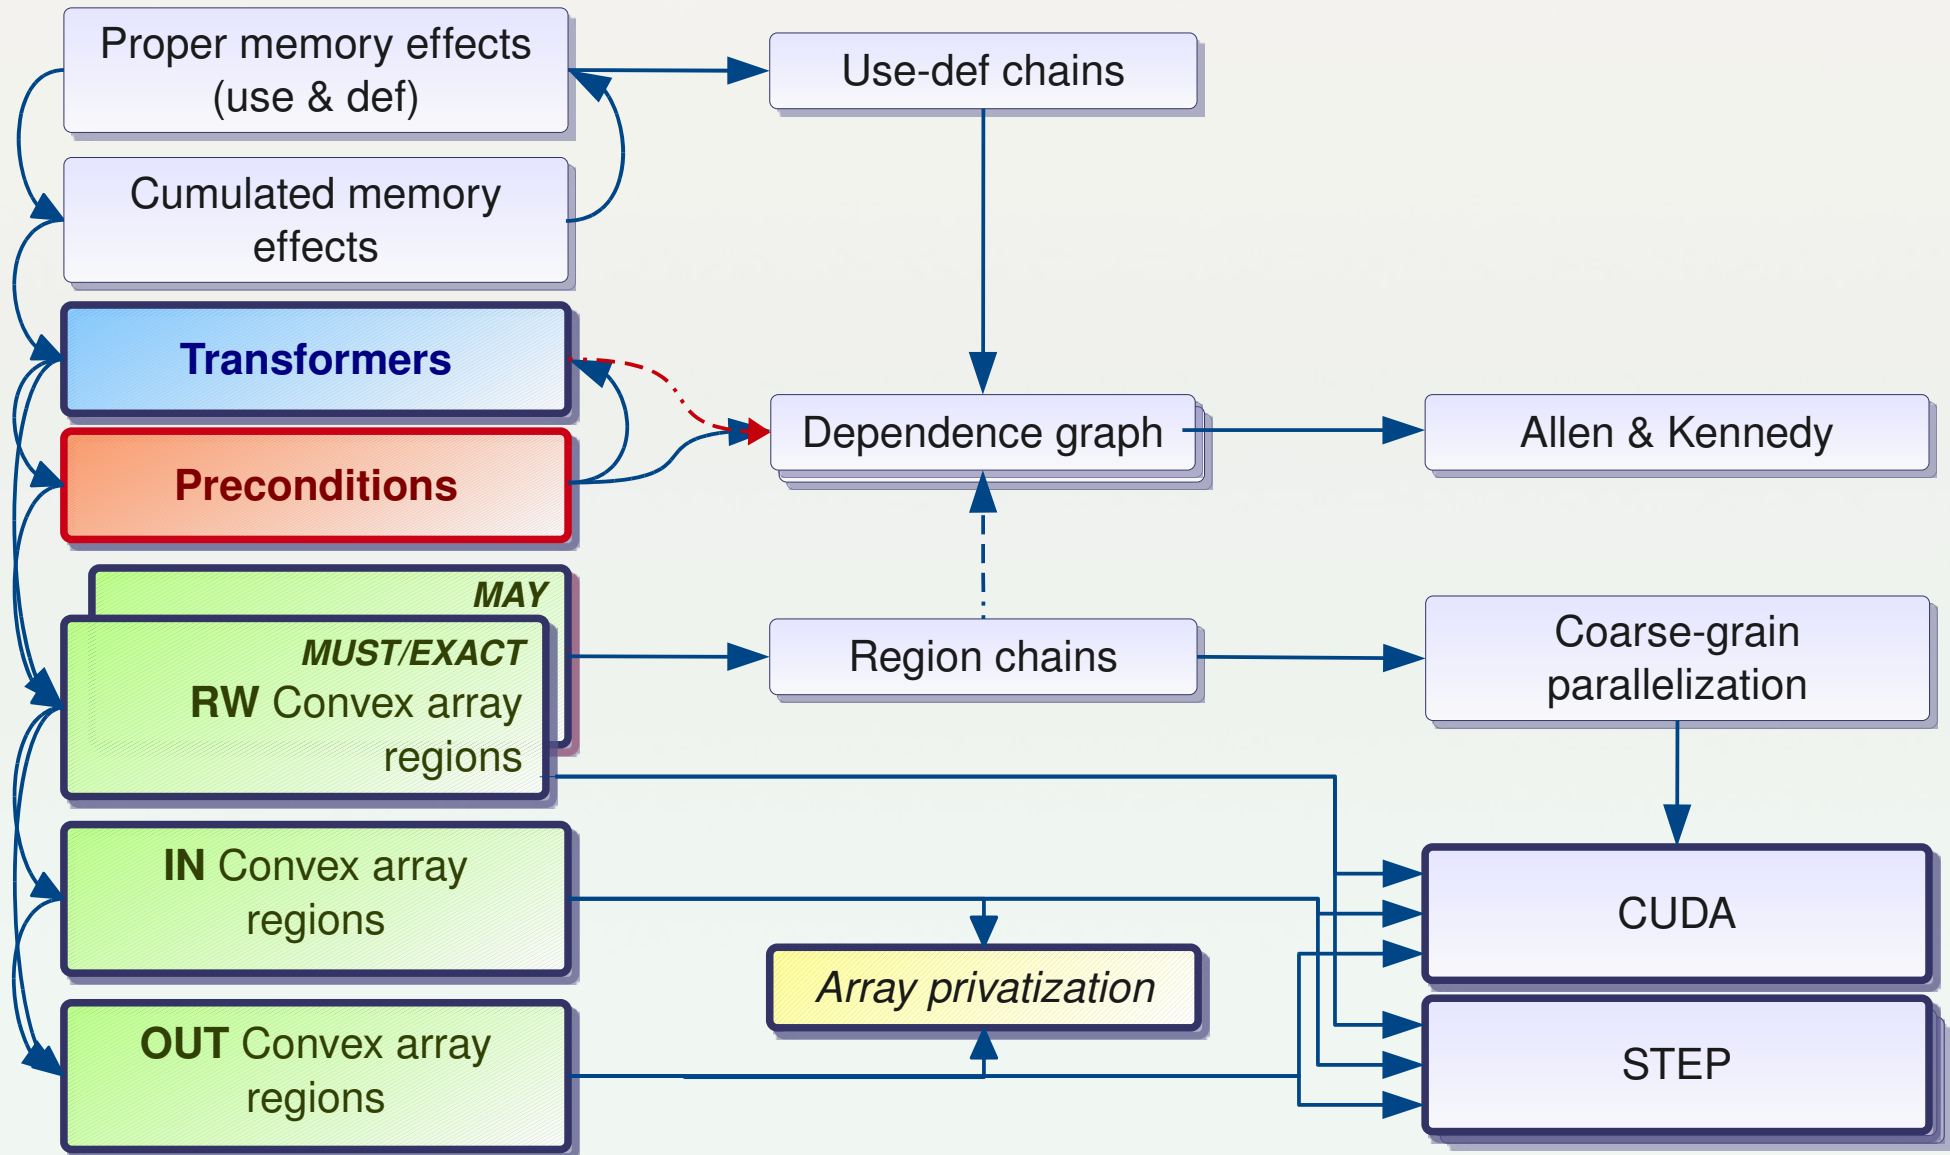 Proper memory effects
(use & def)
Use-def chains
Cumulated memory
effects
Transformers
Preconditions
Dependence graph
Allen & Kennedy
MAY
MUST/EXACT
RW Convex array
regions
Region chains
Coarse-grain
parallelization
IN Convex array
regions
Array privatization
CUDA
OUT Convex array
regions
STEP